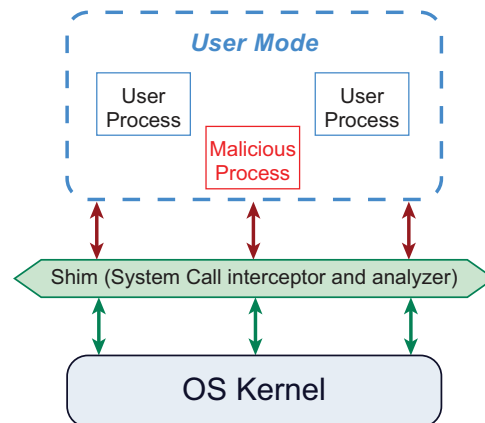 User Mode
User
Process
User
Process
Malicious
Process
Shim (System Call interceptor and analyzer)
OS Kernel